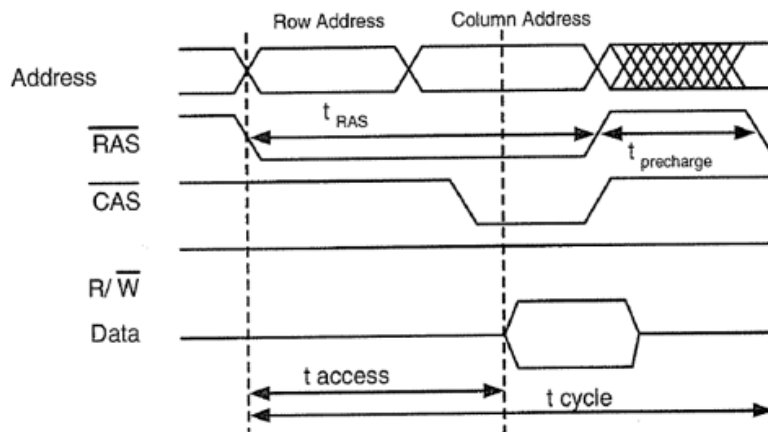 Row Address
Column Address
Address
t RAS
RAS
t precharge
CAS
R/ W
Data
t access
t cycle